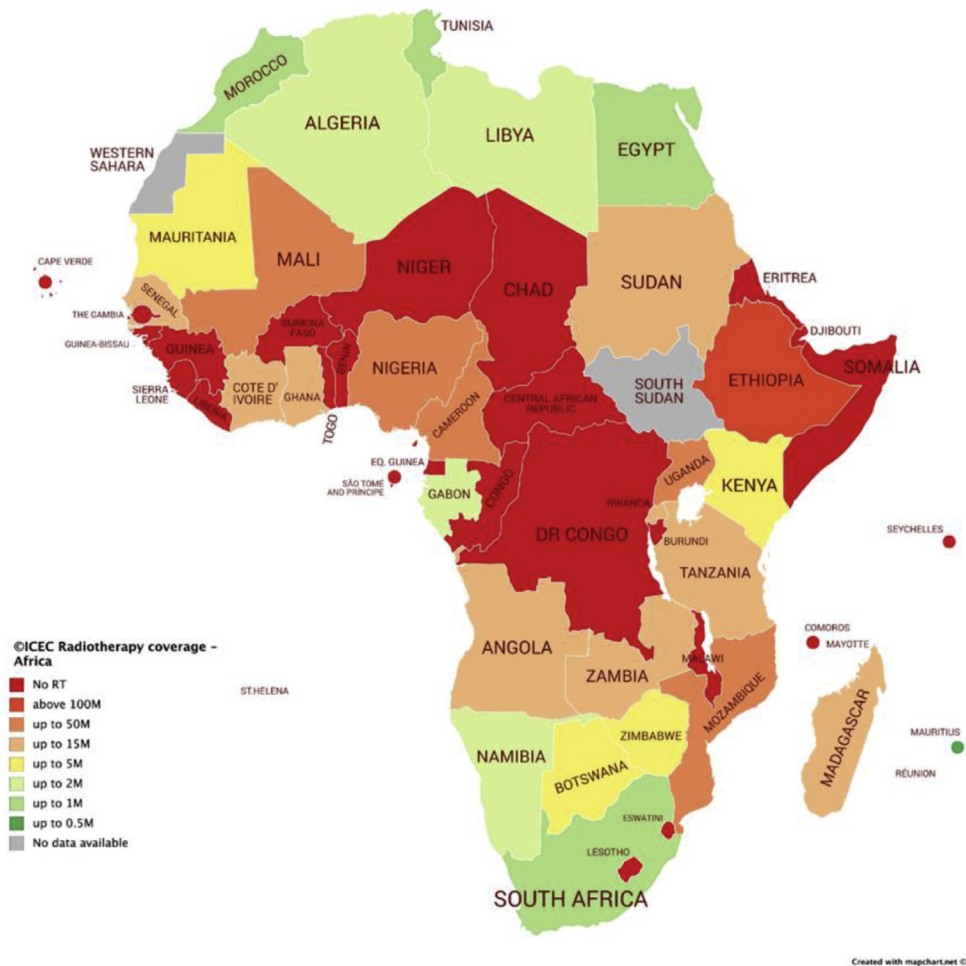 TUNISIA
MOROCCO
ALGERIA
LIBYA
EGYPT
WESTERN
SAHARA
MAURITANIA
MALI
NIGER
CHAD
SUDAN
ERITREA
CAPE VERDE
SENEGAL
THE GAMBIA
GUINEA-BISSAU
GUINEA
BURKINA
FASO
BENIN
NIGERIA
DJIBOUTI
SOMALIA
SIERRA
LEONE
LIBERIA
COTE D'
IVOIRE
GHANA
TOGO
CAMEROON
CENTRAL AFRICAN
REPUBLIC
SOUTH
SUDAN
ETHIOPIA
EQ. GUINEA
SÃO TOMÉ
AND PRÍNCIPE
GABON
CONGO
DR CONGO
UGANDA
KENYA
RWANDA
BURUNDI
TANZANIA
SEYCHELLES
COMOROS
MAYOTTE
ANGOLA
ZAMBIA
MALAWI
MOZAMBIQUE
MADAGASCAR
MAURITIUS
RÉUNION
ST.HELENA
NAMIBIA
BOTSWANA
ZIMBABWE
ESWATINI
LESOTHO
SOUTH AFRICA
©ICEC Radiotherapy coverage –
Africa
No RT
above 100M
up to 50M
up to 15M
up to 5M
up to 2M
up to 1M
up to 0.5M
No data available
Created with mapchart.net ©